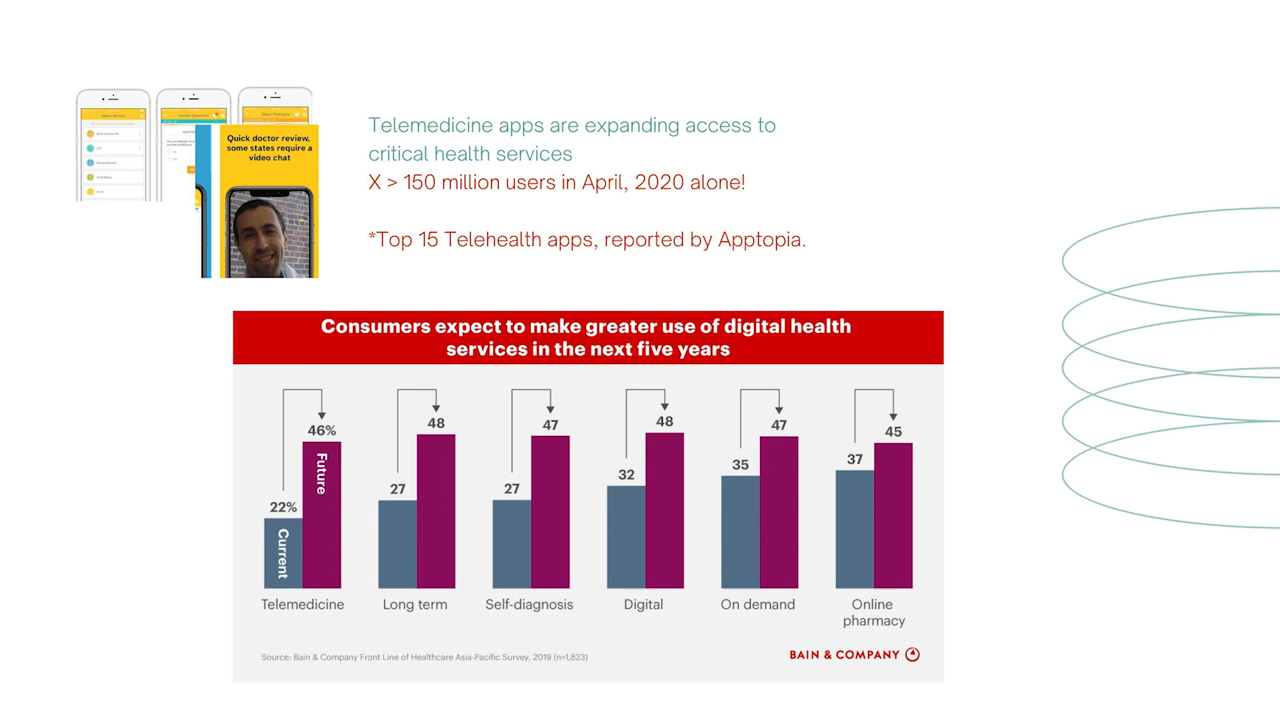 Select Service
Quick doctor review,
some states require a
video chat
Telemedicine apps are expanding access to
critical health services
X > 150 million users in April, 2020 alone!
*Top 15 Telehealth apps, reported by Apptopia.
Consumers expect to make greater use of digital health
services in the next five years
22%
Current
46%
Future
27
48
27
47
32
48
35
47
37
45
Telemedicine
Long term
Self-diagnosis
Digital
On demand
Online
pharmacy
Source: Bain & Company Front Line of Healthcare Asia-Pacific Survey, 2019 (n=1,823)
BAIN & COMPANY